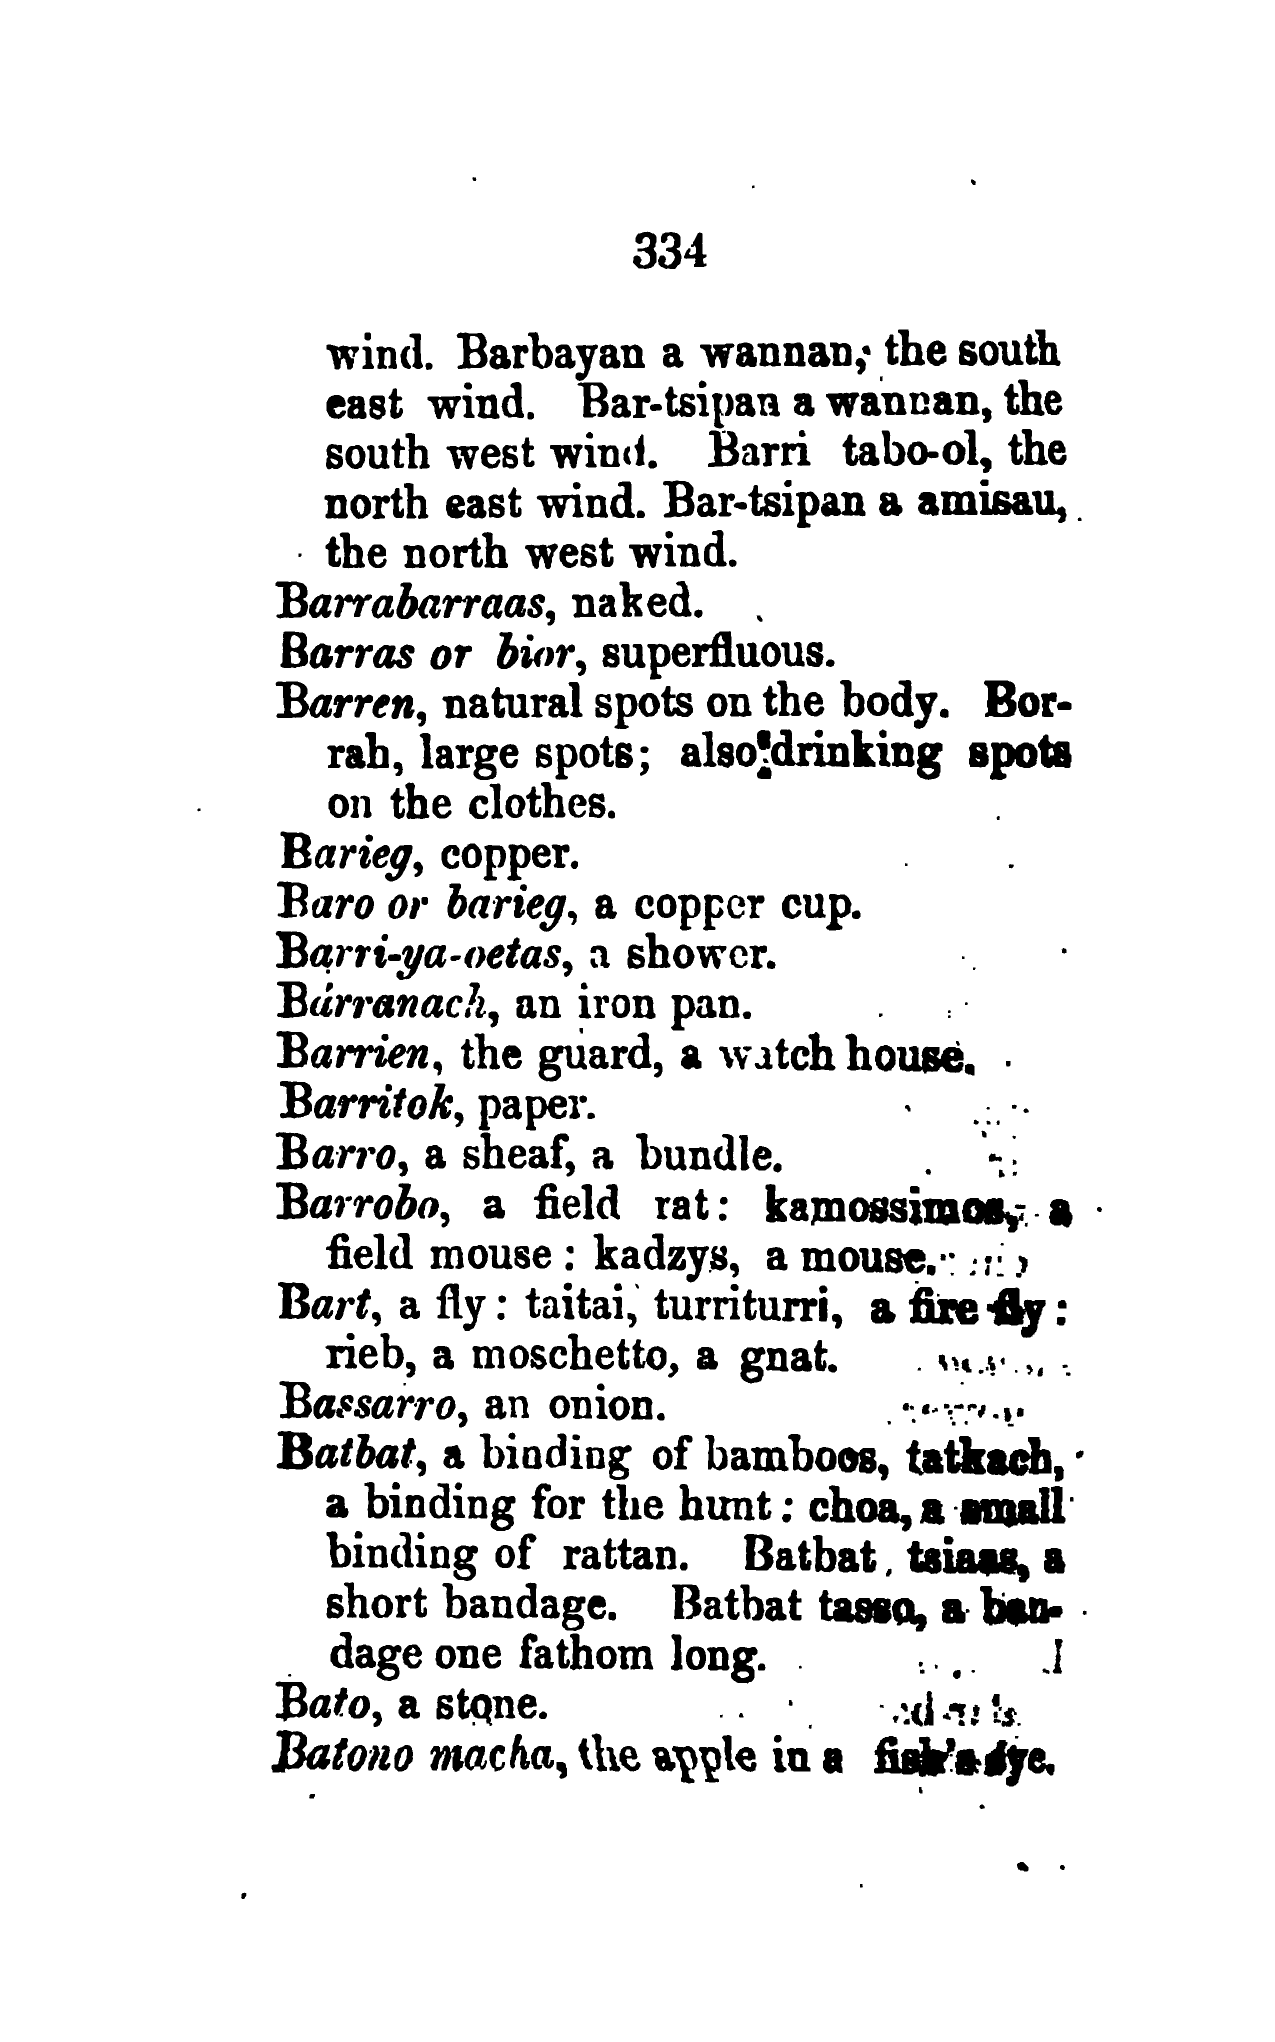 334
wind. Barbayan a wannan, the south
east wind. Bar-tsipan a wannan, the
south west wind. Barri tabo-ol, the
north east wind. Bar-tsipan a amisau,
the north west wind.
Barrabarraas, naked.
Barras or bior, superfluous.
Barren, natural spots on the body. Bor-
rah, large spots; also drinking spots
on the clothes.
Barieg, copper.
Baro or barieg, a copper cup.
Barri-ya-oetas, a shower.
Bárranach, an iron pan.
Barrien, the guard, a watch house.
Barritok, paper.
Barro, a sheaf, a bundle.
Barrobo, a field rat: kamossimos, a
field mouse: kadzys, a mouse.
Bart, a fly: taitai, turriturri, a fire fly:
rieb, a moschetto, a gnat.
Bassarro, an onion.
Batbat, a binding of bamboos, tatkach,
a binding for the hunt: choa, a small
binding of rattan. Batbat tsiaas, a
short bandage. Batbat tasso, a ban-
dage one fathom long.
Bato, a stone.
Batono macha, the apple in a fish's eye.